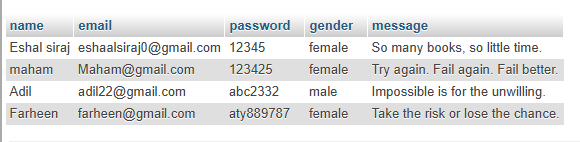 name email password gender message
Eshal siraj eshaalsiraj0@gmail.com 12345 female So many books, so little time.
maham Maham@gmail.com 123425 female Try again. Fail again. Fail better.
Adil adil22@gmail.com abc2332 male Impossible is for the unwilling.
Farheen farheen@gmail.com aty889787 female Take the risk or lose the chance.